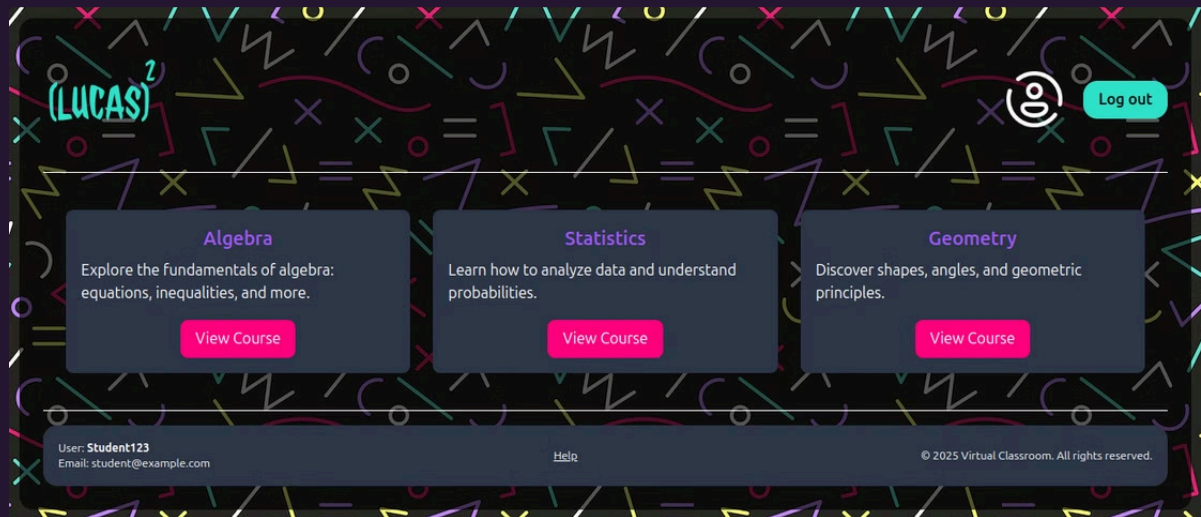 (LUCAS)²
Log out
Algebra
Explore the fundamentals of algebra:
equations, inequalities, and more.
View Course
Statistics
Learn how to analyze data and understand
probabilities.
View Course
Geometry
Discover shapes, angles, and geometric
principles.
View Course
User: Student123
Email: student@example.com
Help
© 2025 Virtual Classroom. All rights reserved.